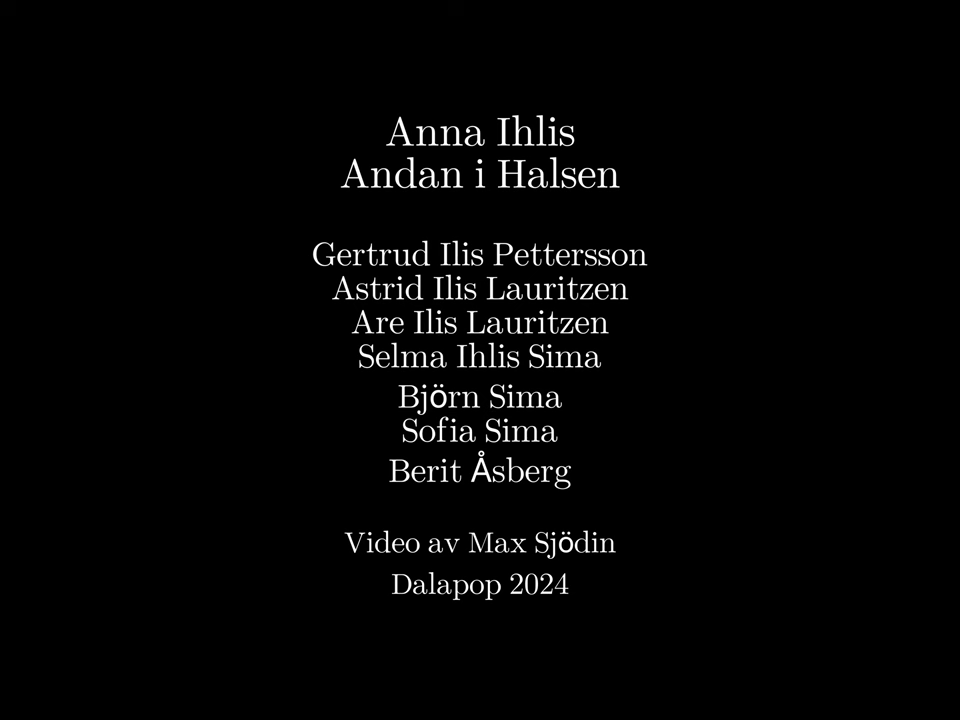 Anna Ihlis
Andan i Halsen
Gertrud Ilis Pettersson
Astrid Ilis Lauritzen
Are Ilis Lauritzen
Selma Ihlis Sima
Björn Sima
Sofia Sima
Berit Åsberg
Video av Max Sjödin
Dalapop 2024